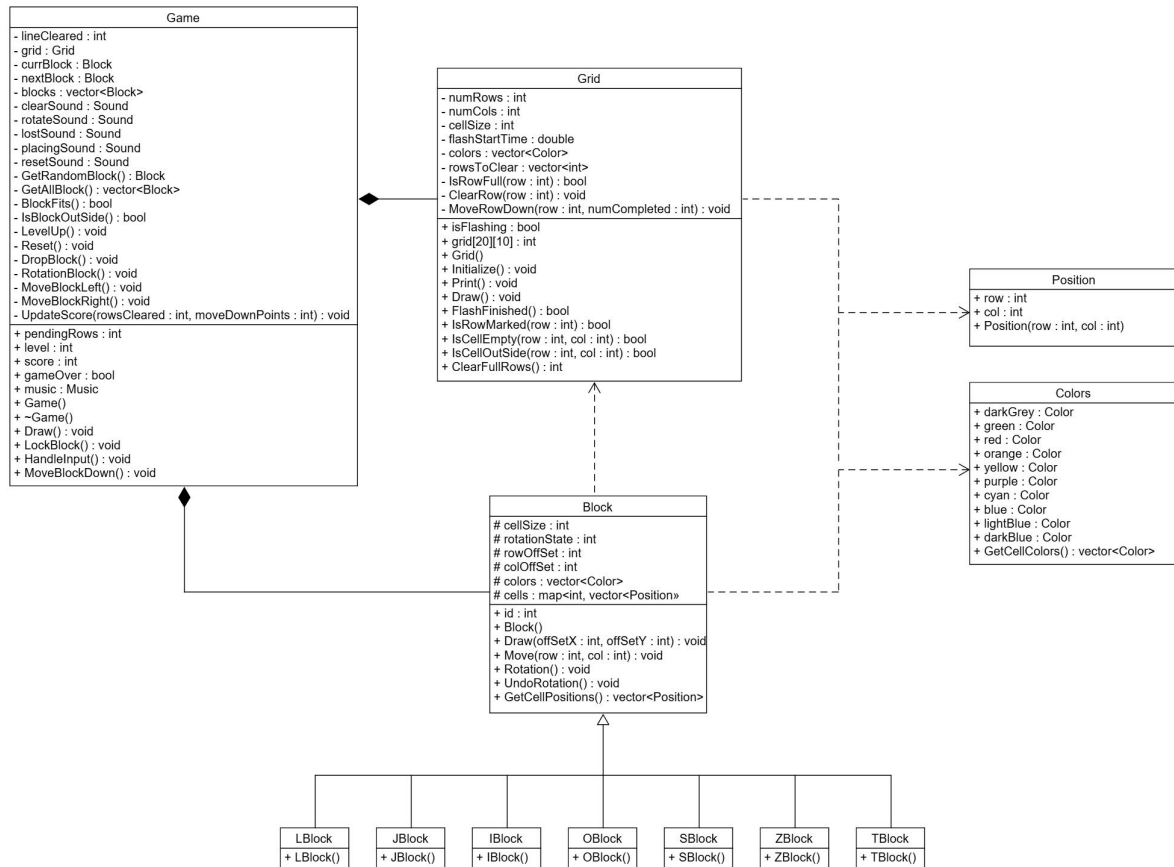 Game
- lineCleared : int
- grid : Grid
- currBlock : Block
- nextBlock : Block
- blocks : vector<Block>
- clearSound : Sound
- rotateSound : Sound
- lostSound : Sound
- placingSound : Sound
- resetSound : Sound
- GetRandomBlock() : Block
- GetAllBlock() : vector<Block>
- BlockFits() : bool
- IsBlockOutSide() : bool
- LevelUp() : void
- Reset() : void
- DropBlock() : void
- RotationBlock() : void
- MoveBlockLeft() : void
- MoveBlockRight() : void
- UpdateScore(rowsCleared : int, moveDownPoints : int) : void
+ pendingRows : int
+ level : int
+ score : int
+ gameOver : bool
+ music : Music
+ Game()
+ ~Game()
+ Draw() : void
+ LockBlock() : void
+ HandleInput() : void
+ MoveBlockDown() : void
Grid
- numRows : int
- numCols : int
- cellSize : int
- flashStartTime : double
- colors : vector<Color>
- rowsToClear : vector<int>
- IsRowFull(row : int) : bool
- ClearRow(row : int) : void
- MoveRowDown(row : int, numCompleted : int) : void
+ isFlashing : bool
+ grid[20][10] : int
+ Grid()
+ Initialize() : void
+ Print() : void
+ Draw() : void
+ FlashFinished() : bool
+ IsRowMarked(row : int) : bool
+ IsCellEmpty(row : int, col : int) : bool
+ IsCellOutSide(row : int, col : int) : bool
+ ClearFullRows() : int
Position
+ row : int
+ col : int
+ Position(row : int, col : int)
Colors
+ darkGrey : Color
+ green : Color
+ red : Color
+ orange : Color
+ yellow : Color
+ purple : Color
+ cyan : Color
+ blue : Color
+ lightBlue : Color
+ darkBlue : Color
+ GetCellColors() : vector<Color>
Block
# cellSize : int
# rotationState : int
# rowOffSet : int
# colOffSet : int
# colors : vector<Color>
# cells : map<int, vector<Position»
+ id : int
+ Block()
+ Draw(offSetX : int, offSetY : int) : void
+ Move(row : int, col : int) : void
+ Rotation() : void
+ UndoRotation() : void
+ GetCellPositions() : vector<Position>
LBlock
+ LBlock()
JBlock
+ JBlock()
IBlock
+ IBlock()
OBlock
+ OBlock()
SBlock
+ SBlock()
ZBlock
+ ZBlock()
TBlock
+ TBlock()